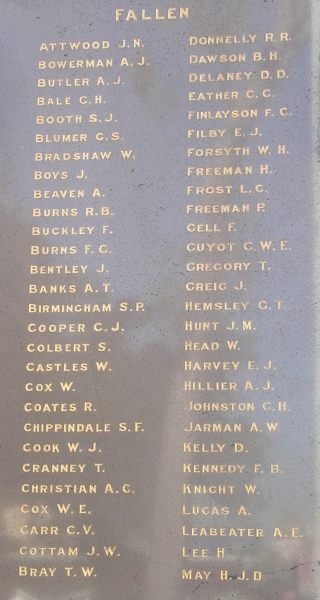 FALLEN
ATTWOOD J.N.
BOWERMAN A.J.
BUTLER A.J.
BALE C.H.
BOOTH S.J.
BLUMER C.S.
BRADSHAW W.
BOYS J.
BEAVEN A.
BURNS R.B.
BUCKLEY F.
BURNS F.G.
BENTLEY J.
BANKS A.T.
BIRMINGHAM S.P.
COOPER C.J.
COLBERT S.
CASTLES W.
COX W.
COATES R.
CHIPPINDALE S.F.
COOK W.J.
CRANNEY T.
CHRISTIAN A.G.
COX W.E.
CARR C.V.
COTTAM J.W.
BRAY T.W.
DONNELLY R.R.
DAWSON B.H.
DELANEY D.D.
EATHER C.C.
FINLAYSON F.C.
FILBY E.J.
FORSYTH W.H.
FREEMAN H.
FROST L.C.
FREEMAN P.
GELL F.
GUYOT C.W.E.
GREGORY T.
GREIG J.
HEMSLEY G.T.
HUNT J.M.
HEAD W.
HARVEY E.J.
HILLIER A.J.
JOHNSTON C.H.
JARMAN A.W.
KELLY D.
KENNEDY F.B.
KNIGHT W.
LUCAS A.
LEABEATER A.E.
LEE H
MAY H.J.D